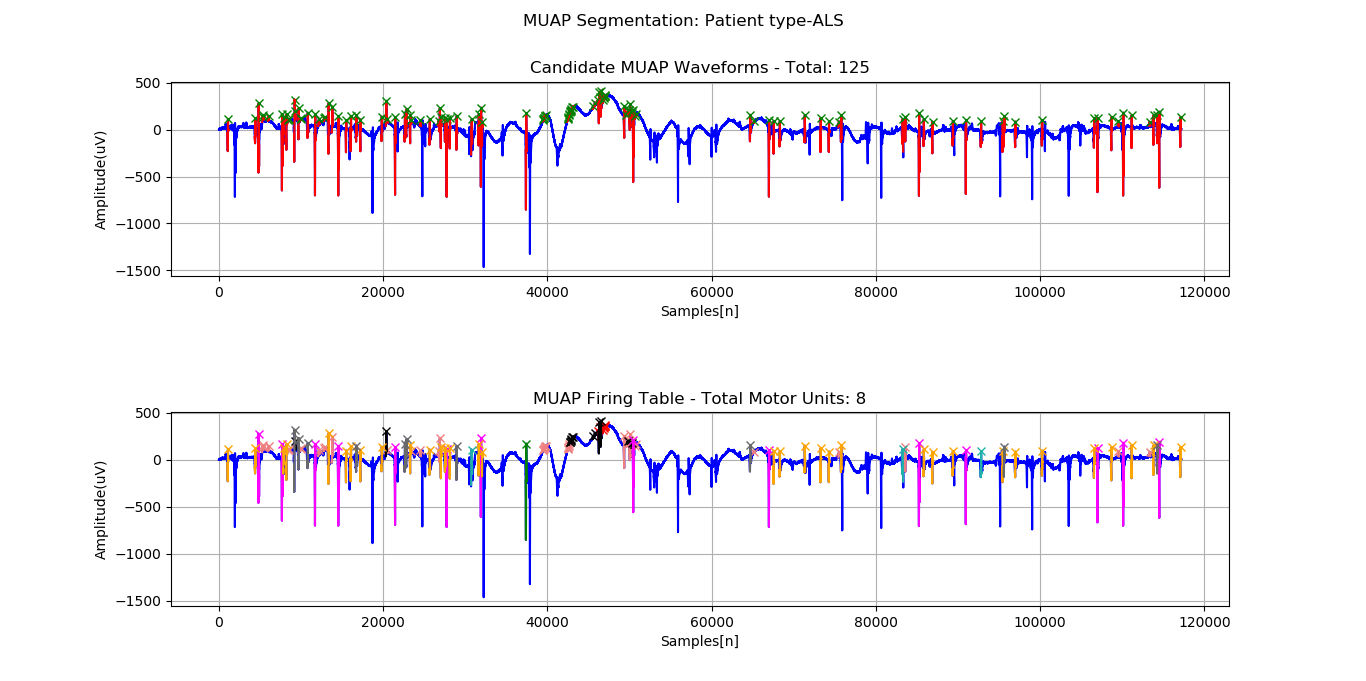 MUAP Segmentation: Patient type-ALS
Candidate MUAP Waveforms - Total: 125
500
0
−500
−1000
−1500
Amplitude(uV)
0 20000 40000 60000 80000 100000 120000
Samples[n]
MUAP Firing Table - Total Motor Units: 8
500
0
−500
−1000
−1500
Amplitude(uV)
0 20000 40000 60000 80000 100000 120000
Samples[n]